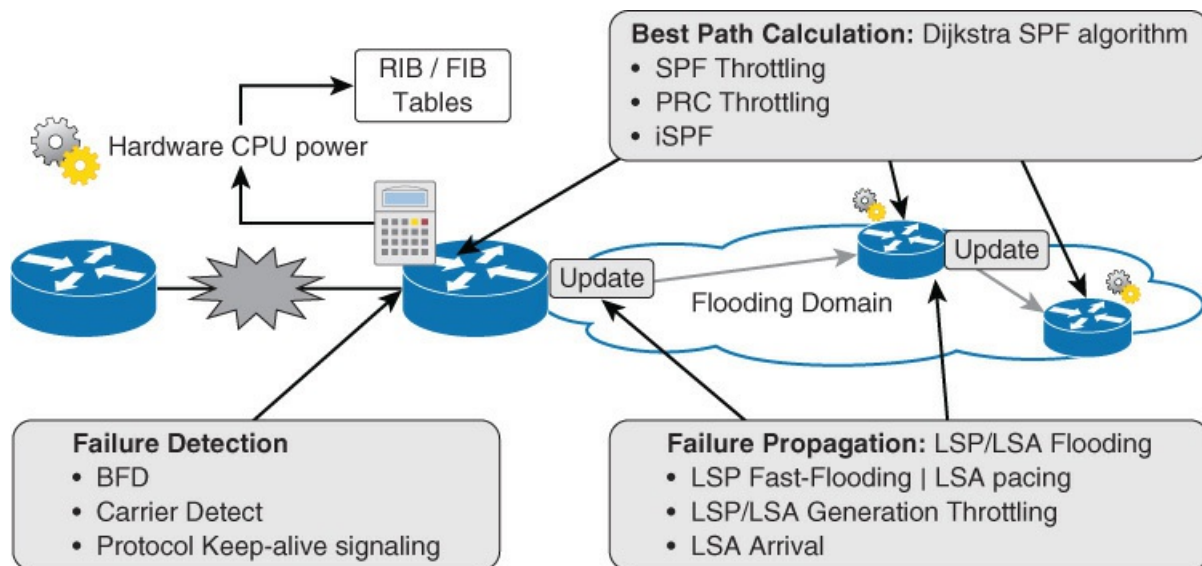 Best Path Calculation: Dijkstra SPF algorithm
• SPF Throttling
• PRC Throttling
• iSPF
RIB / FIB
Tables
Hardware CPU power
Update
Flooding Domain
Update
Failure Detection
• BFD
• Carrier Detect
• Protocol Keep-alive signaling
Failure Propagation: LSP/LSA Flooding
• LSP Fast-Flooding | LSA pacing
• LSP/LSA Generation Throttling
• LSA Arrival